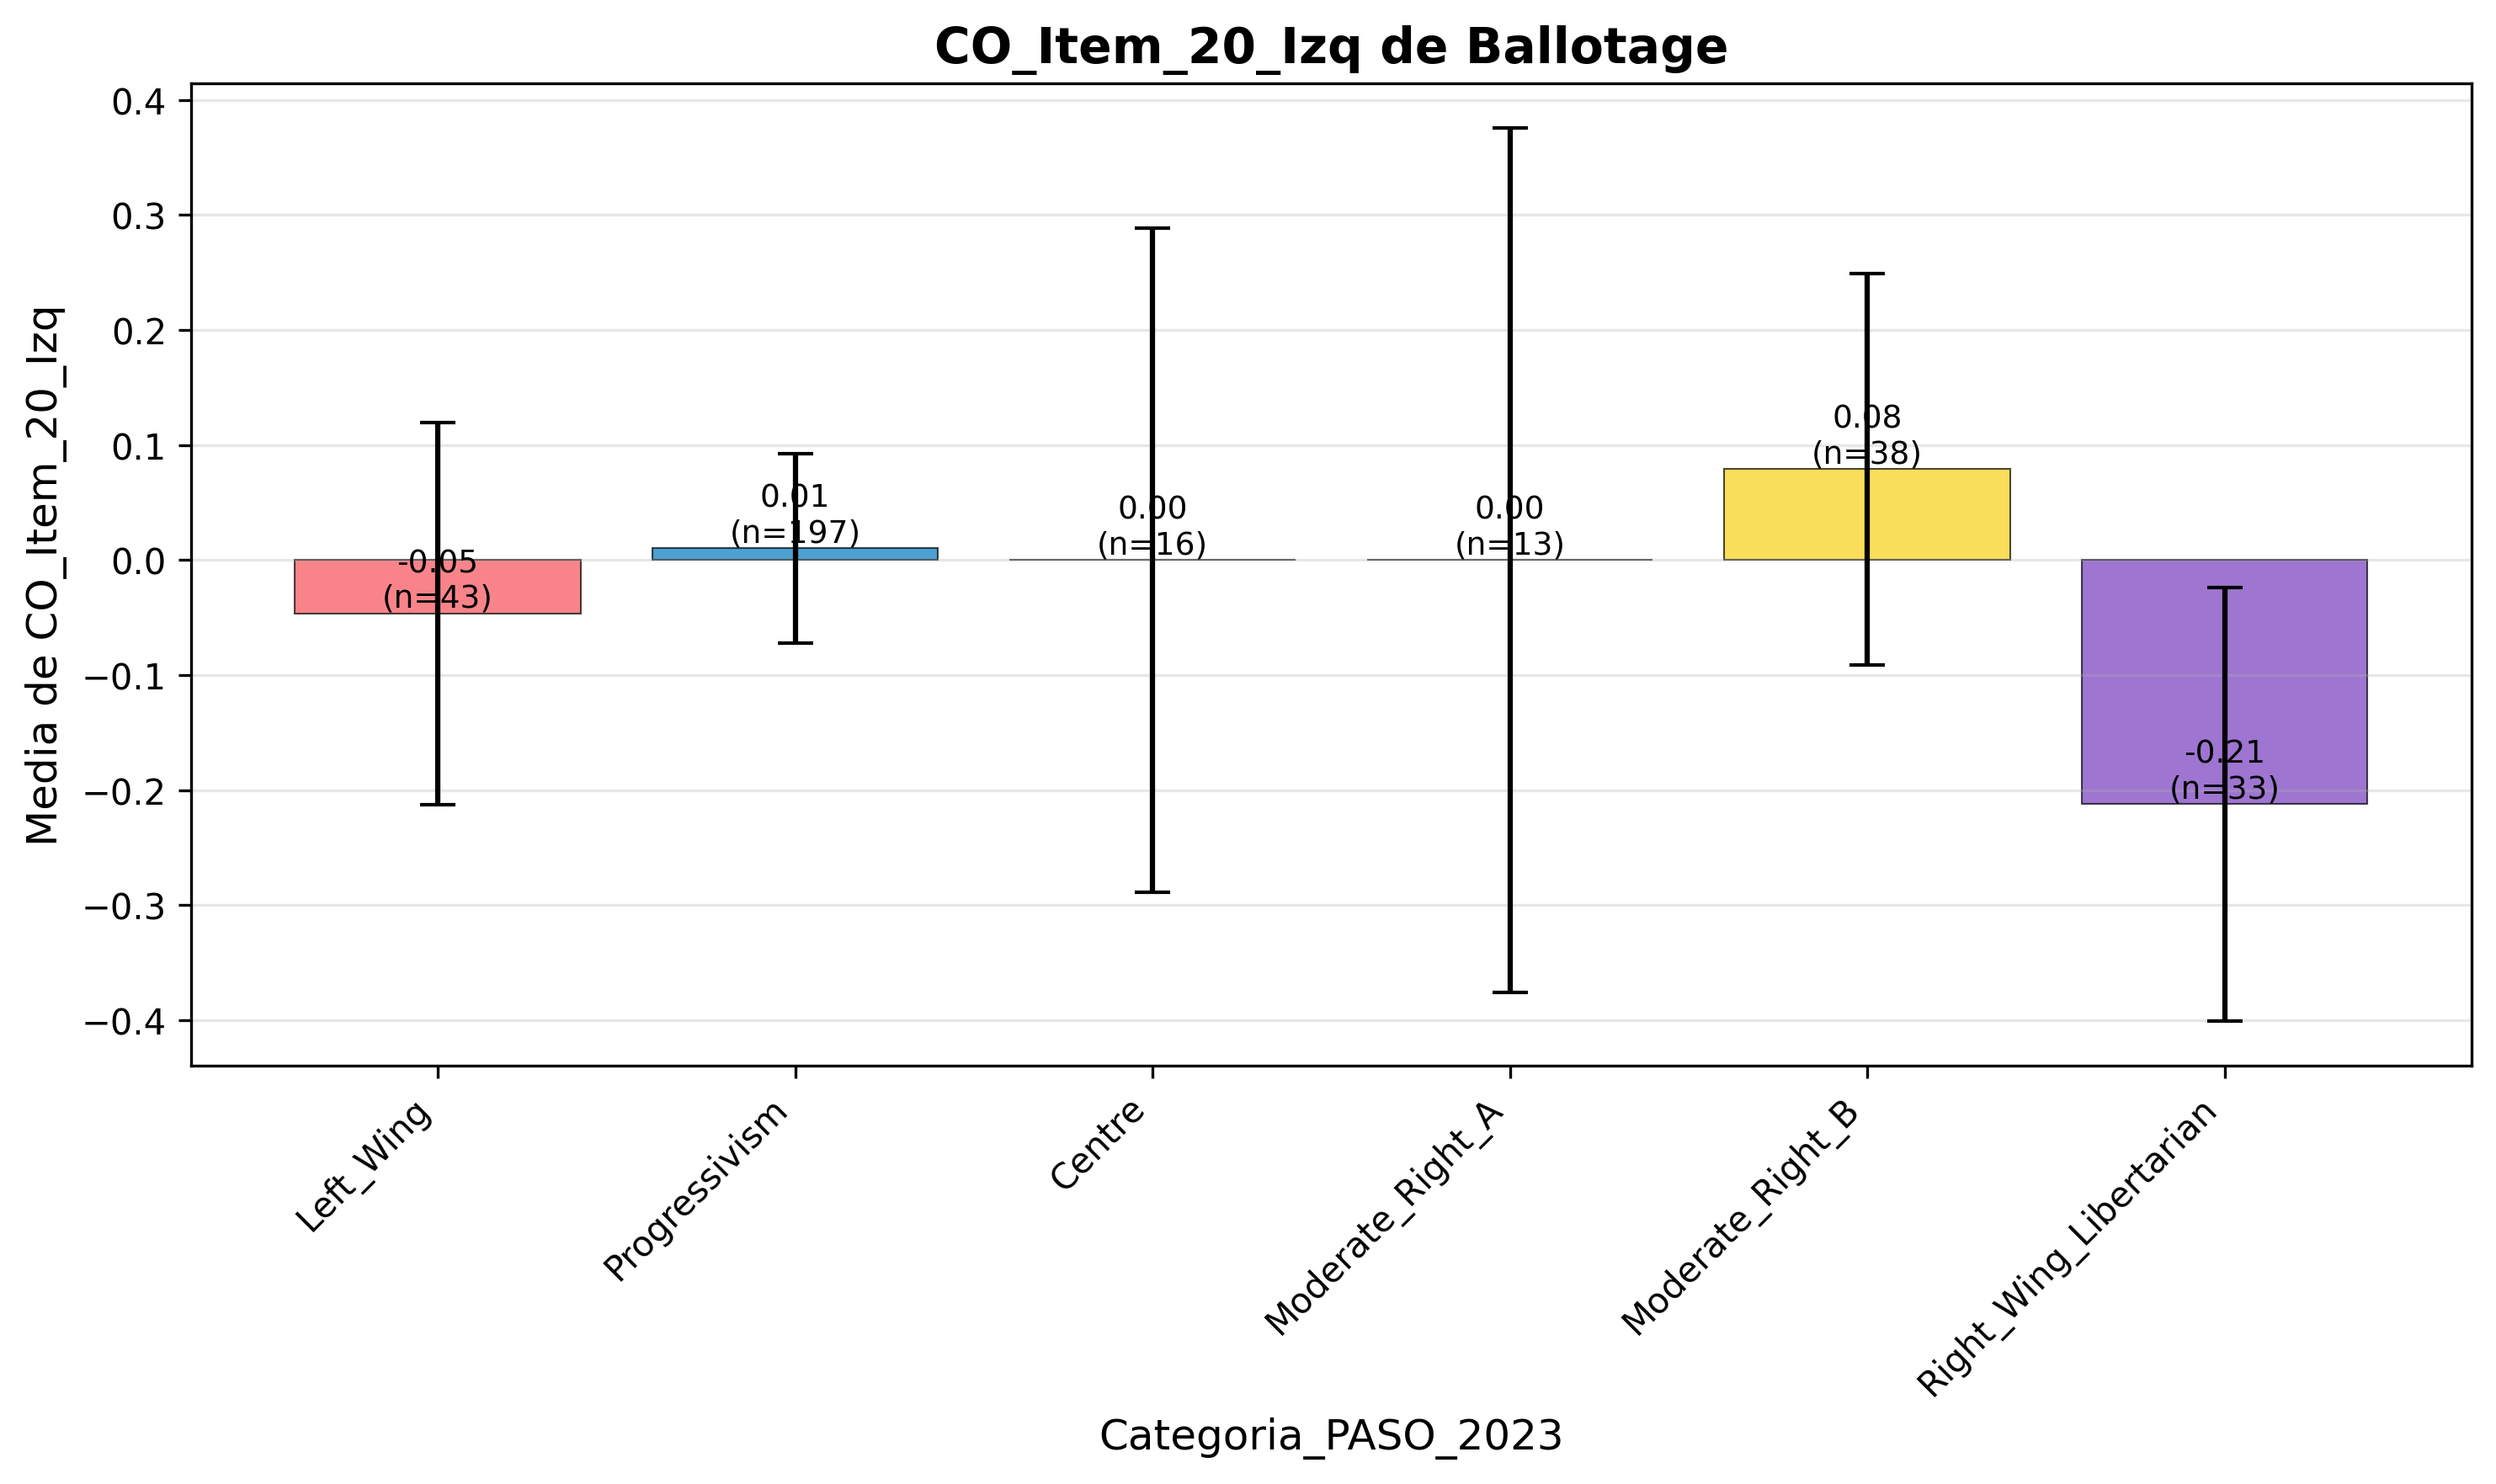 CO_Item_20_Izq de Ballotage
Media de CO_Item_20_Izq
0.4
0.3
0.2
0.1
0.0
−0.1
−0.2
−0.3
−0.4
-0.05
(n=43)
0.01
(n=197)
0.00
(n=16)
0.00
(n=13)
0.08
(n=38)
-0.21
(n=33)
Left_Wing
Progressivism
Centre
Moderate_Right_A
Moderate_Right_B
Right_Wing_Libertarian
Categoria_PASO_2023